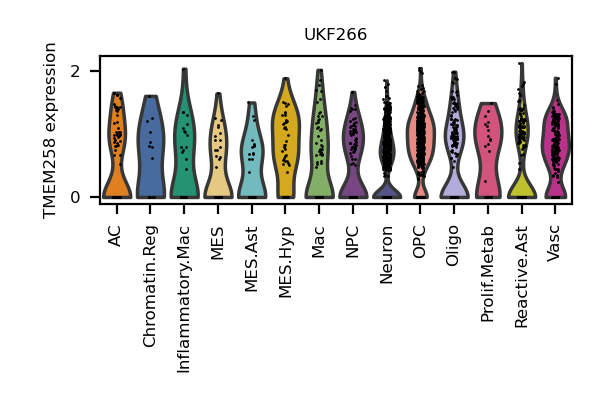 UKF266
TMEM258 expression
2
0
AC
Chromatin.Reg
Inflammatory.Mac
MES
MES.Ast
MES.Hyp
Mac
NPC
Neuron
OPC
Oligo
Prolif.Metab
Reactive.Ast
Vasc